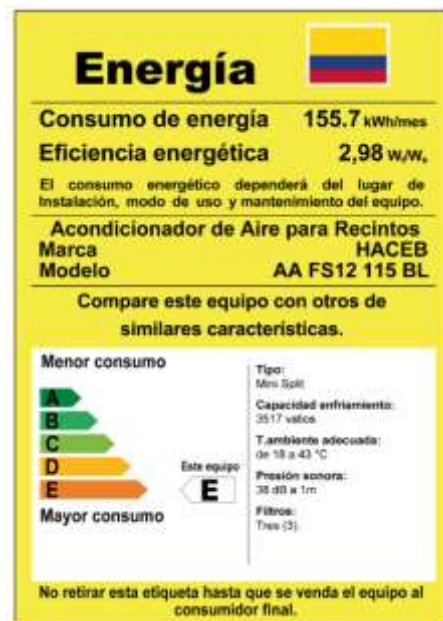 Energía
Consumo de energía 155.7 kWh/mes
Eficiencia energética 2,98 Wt/We
El consumo energético dependerá del lugar de
Instalación, modo de uso y mantenimiento del equipo.
Acondicionador de Aire para Recintos
Marca HACEB
Modelo AA FS12 115 BL
Compare este equipo con otros de
similares características.
Menor consumo
A
B
C
D
E
Mayor consumo
Este equipo
E
Tipo:
Mini Split
Capacidad enfriamiento:
3517 vatios
T.ambiente adecuada:
de 18 a 43 °C
Presión sonora:
38 dB a 1m
Filtros:
Tres (3).
No retirar esta etiqueta hasta que se venda el equipo al
consumidor final.